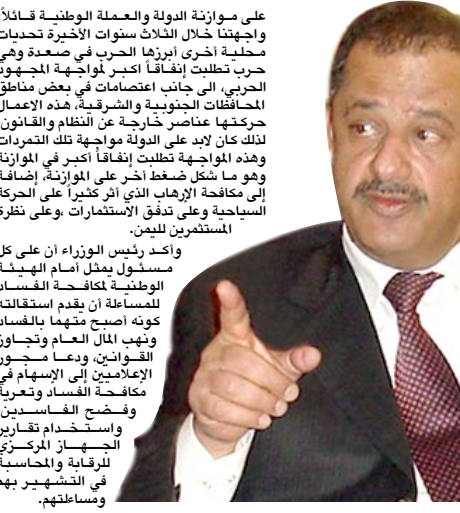 على موازنة الدولة والعملة الوطنية قائلاً:
واجهتنا خلال الثلاث سنوات الأخيرة تحديات
محلية أخرى أبرزها الحرب في صعدة وهي
حرب تطلبت إنفاقاً اكبر لمواجهة المجهود
الحربي، الى جانب اعتصامات في بعض مناطق
المحافظات الجنوبية والشرقية، هذه الاعمال
حركتها عناصر خارجة عن النظام والقانون،
لذلك كان لابد على الدولة مواجهة تلك التمردات
وهذه المواجهة تطلبت إنفاقاً أكبر في الموازنة
وهو ما شكل ضغط أخر على الموازنة، إضافة
إلى مكافحة الإرهاب الذي أثر كثيراً على الحركة
السياحية وعلى تدفق الاستثمارات ،وعلى نظرة
المستثمرين لليمن.
وأكد رئيس الوزراء أن على كل
مسئول يمثل أمام الهيئة
الوطنية لمكافحة الفساد
للمساءلة أن يقدم استقالته
كونه أصبح متهما بالفساد
ونهب المال العام وتجاوز
القوانين، ودعا مجور
الإعلاميين إلى الإسهام في
مكافحة الفساد وتعرية
وفضح الفاسدين،
واستخدام تقارير
الجهاز المركزي
للرقابة والمحاسبة
في التشهير بهم
ومساءلتهم.